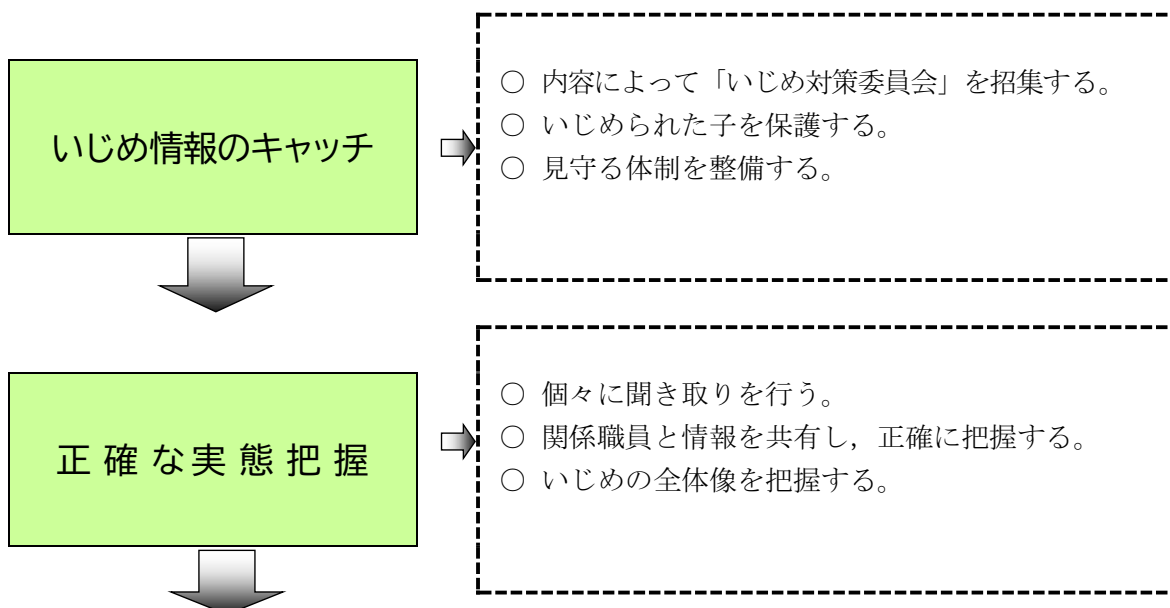 いじめ情報のキャッチ
○ 内容によって「いじめ対策委員会」を招集する。
○ いじめられた子を保護する。
○ 見守る体制を整備する。
正確な実態把握
○ 個々に聞き取りを行う。
○ 関係職員と情報を共有し，正確に把握する。
○ いじめの全体像を把握する。